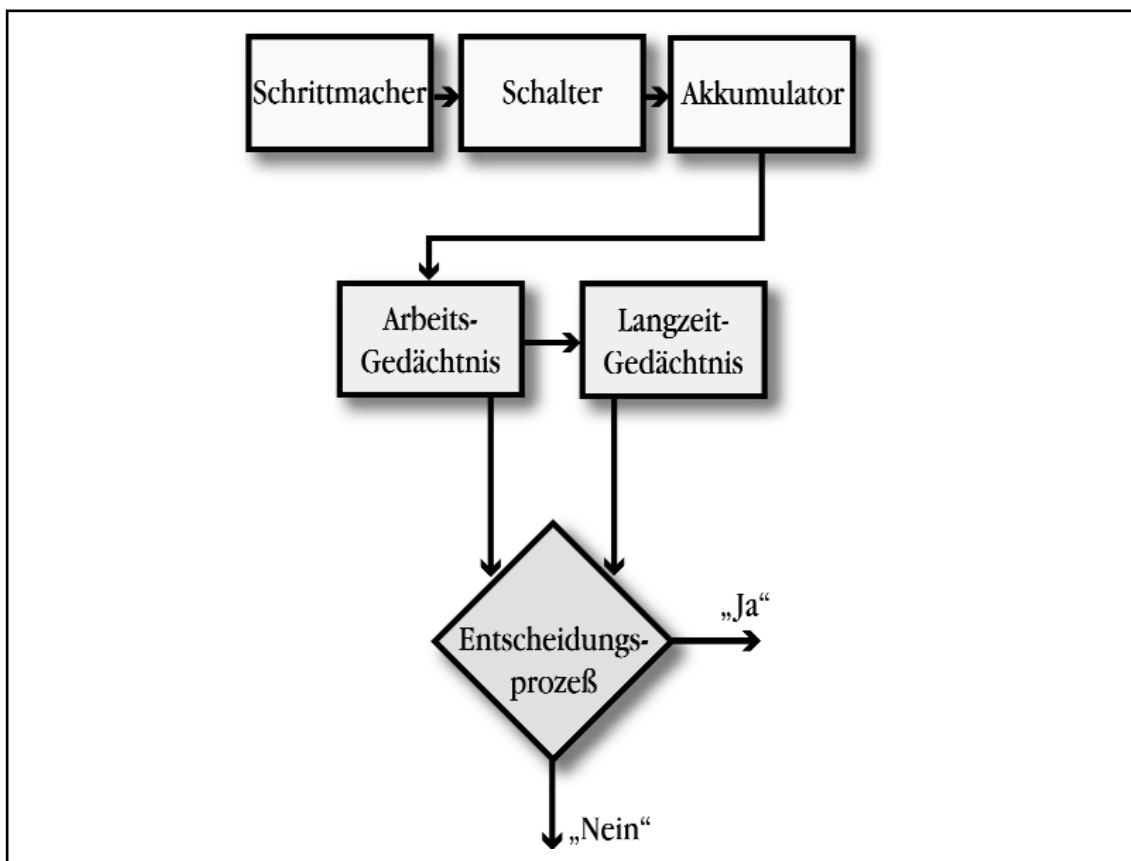 Schrittmacher
Schalter
Akkumulator
Arbeits-
Gedächtnis
Langzeit-
Gedächtnis
Entscheidungs-
prozeß
„Ja“
„Nein“